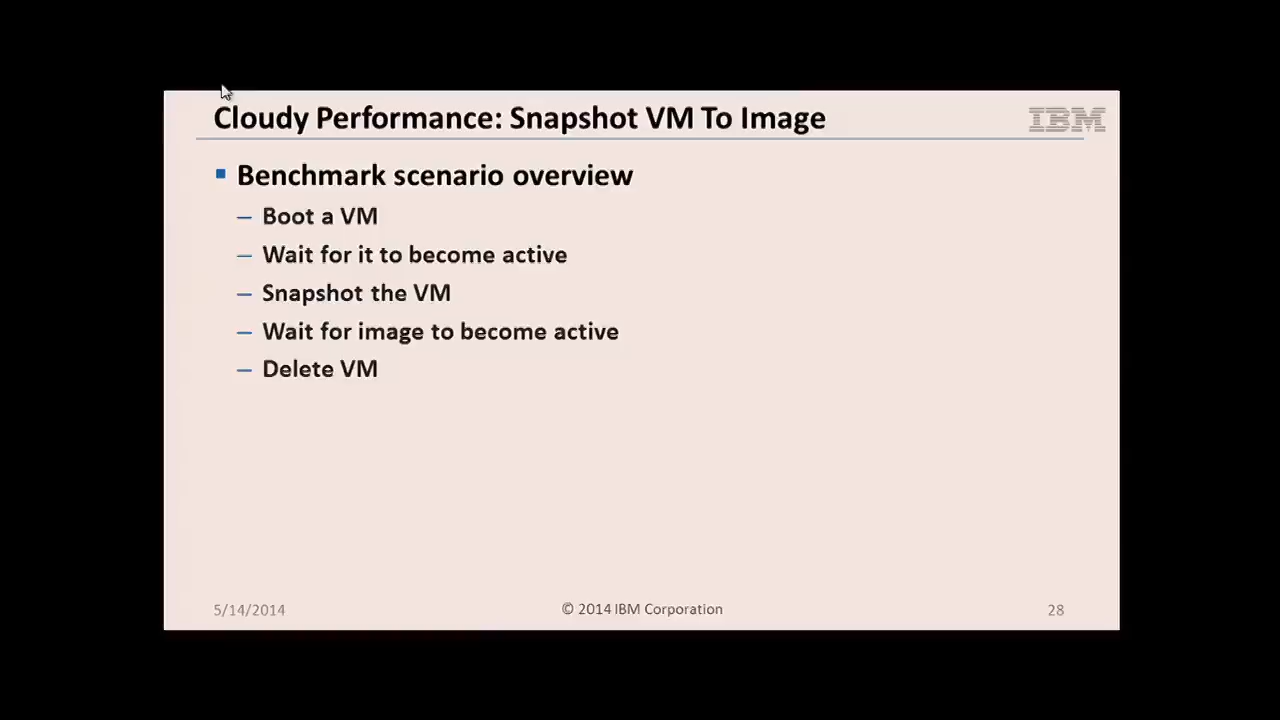 Cloudy Performance: Snapshot VM To Image
IBM
Benchmark scenario overview
– Boot a VM
– Wait for it to become active
– Snapshot the VM
– Wait for image to become active
– Delete VM
5/14/2014
© 2014 IBM Corporation
28